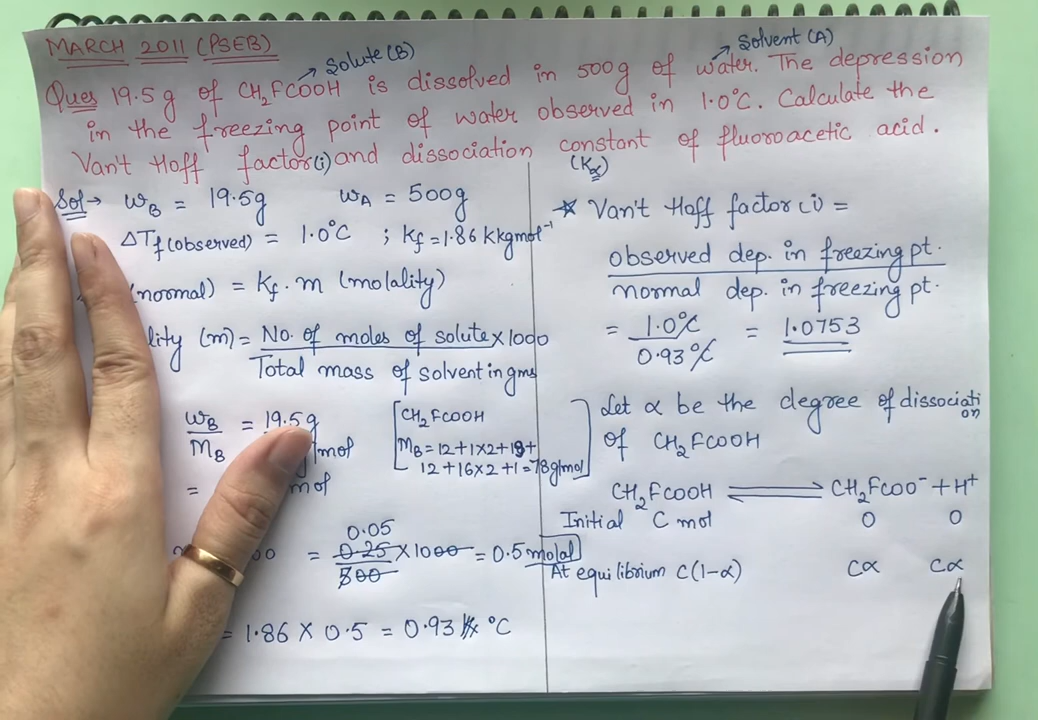 MARCH 2011 (PSEB)
Solute (B)
Solvent (A)
Ques 19.5 g of CH₂FCOOH is dissolved in 500g of water. The depression
in the freezing point of water observed in 1.0°C. Calculate the
Van't Hoff factor(i) and dissociation constant of fluoroacetic acid.
(Kₐ)
Sol→ wB = 19.5g wA = 500g
ΔTf (observed) = 1.0°C ; Kf = 1.86 K kg mol⁻¹
(normal) = Kf . m (molality)
lity (m) = No. of moles of solute × 1000
Total mass of solvent in gms
wB = 19.5g
MB g/mol
[CH₂FCOOH
MB = 12+1×2+19+
12+16×2+1=78g/mol]
= mol
0.05
00 = 0.25 × 1000 = 0.5 molal
500
= 1.86 × 0.5 = 0.93 °C
* Van't Hoff factor (i) =
observed dep. in freezing pt.
normal dep. in freezing pt.
= 1.0°C = 1.0753
0.93°C
Let α be the degree of dissociation
of CH₂FCOOH
CH₂FCOOH ⇌ CH₂FCOO⁻ + H⁺
Initial C mol 0 0
At equilibrium C(1-α) Cα Cα